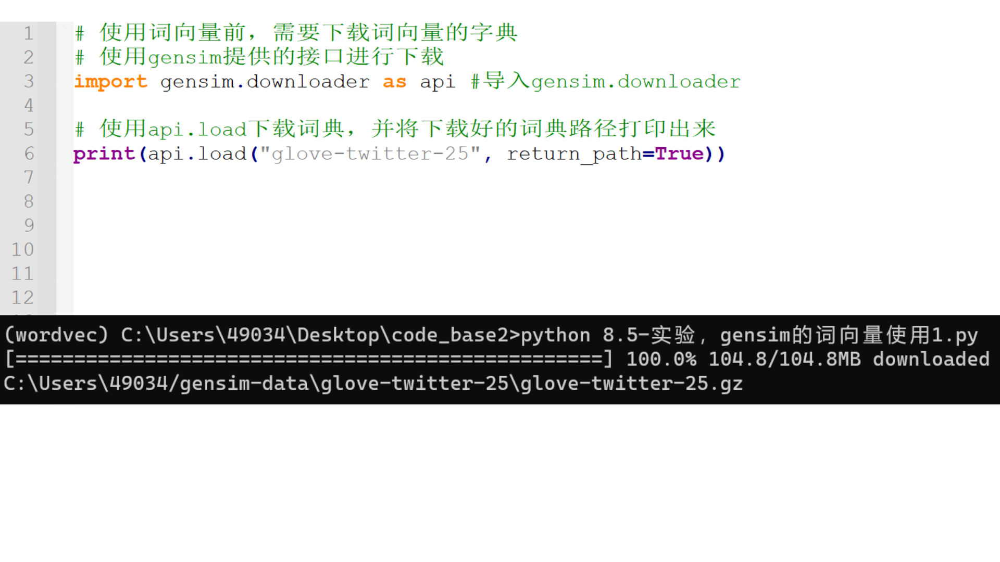 1 # 使用词向量前，需要下载词向量的字典
2 # 使用gensim提供的接口进行下载
3 import gensim.downloader as api #导入gensim.downloader
4
5 # 使用api.load下载词典，并将下载好的词典路径打印出来
6 print(api.load("glove-twitter-25", return_path=True))
7
8
9
10
11
12
(wordvec) C:\Users\49034\Desktop\code_base2>python 8.5-实验，gensim的词向量使用1.py
[==================================================] 100.0% 104.8/104.8MB downloaded
C:\Users\49034/gensim-data\glove-twitter-25\glove-twitter-25.gz